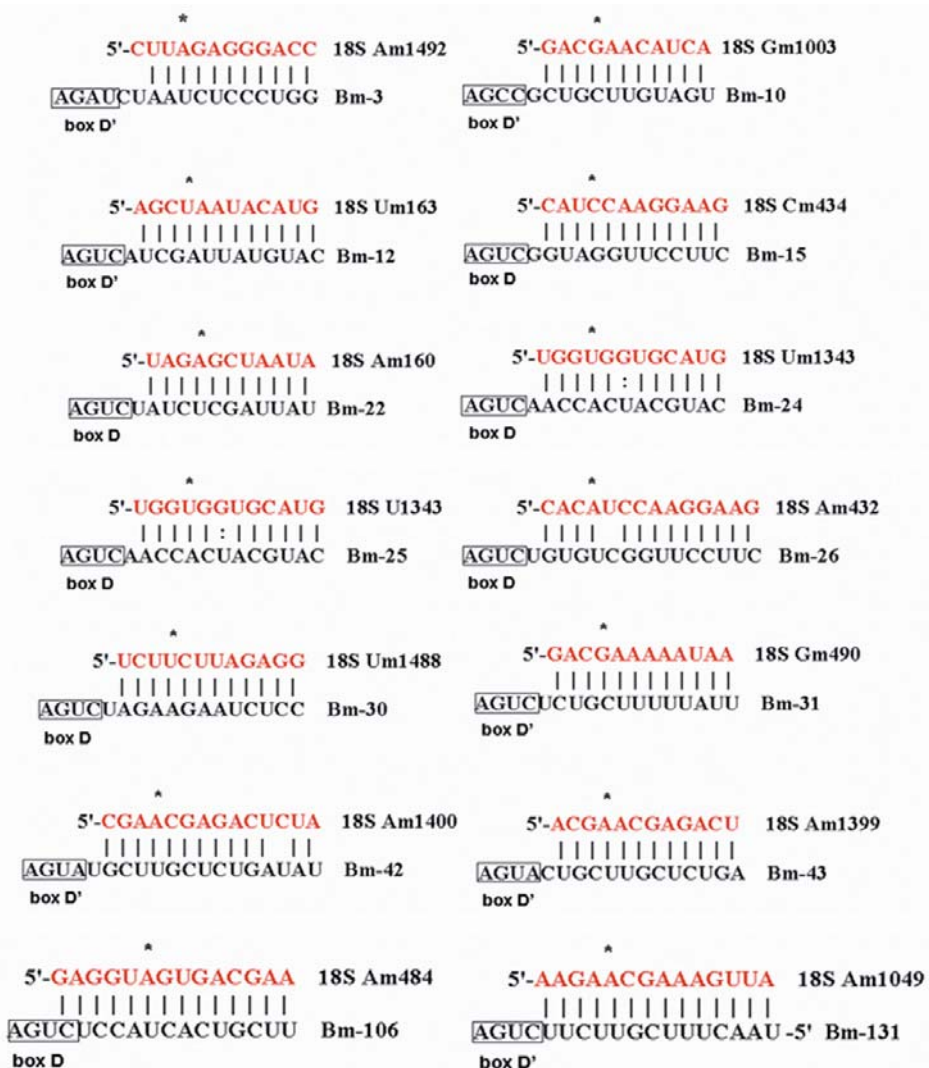 *
5'-CUUAGAGGGACC 18S Am1492
AGAUCUAAUCUCCCUGG Bm-3
box D'
*
5'-GACGAACAUCA 18S Gm1003
AGCCGCUGCUUGUAGU Bm-10
box D'
*
5'-AGCUAAUACAUG 18S Um163
AGUCAUCGAUUAUGUAC Bm-12
box D'
*
5'-CAUCCAAGGAAG 18S Cm434
AGUCGGUAGGUUCCUUC Bm-15
box D
*
5'-UAGAGCUAAUA 18S Am160
AGUCUAUCUCGAUUAU Bm-22
box D
*
5'-UGGUGGUGCAUG 18S Um1343
:
AGUCAACCACUACGUAC Bm-24
box D
*
5'-UGGUGGUGCAUG 18S U1343
:
AGUCAACCACUACGUAC Bm-25
box D
*
5'-CACAUCCAAGGAAG 18S Am432
AGUCUGUGUCGGUUCCUUC Bm-26
box D
*
5'-UCUUCUUAGAGG 18S Um1488
AGUCUAGAAGAAUCUCC Bm-30
box D
*
5'-GACGAAAAAUAA 18S Gm490
AGUCUCUGCUUUUUAUU Bm-31
box D'
*
5'-CGAACGAGACUCUA 18S Am1400
AGUAUGCUUGCUCUGAUAU Bm-42
box D'
*
5'-ACGAACGAGACU 18S Am1399
AGUACUGCUUGCUCUGA Bm-43
box D'
*
5'-GAGGUAGUGACGAA 18S Am484
AGUCUCCAUCACUGCUU Bm-106
box D
*
5'-AAGAACGAAAGUUA 18S Am1049
AGUCUUCUUGCUUUCAAU -5' Bm-131
box D'